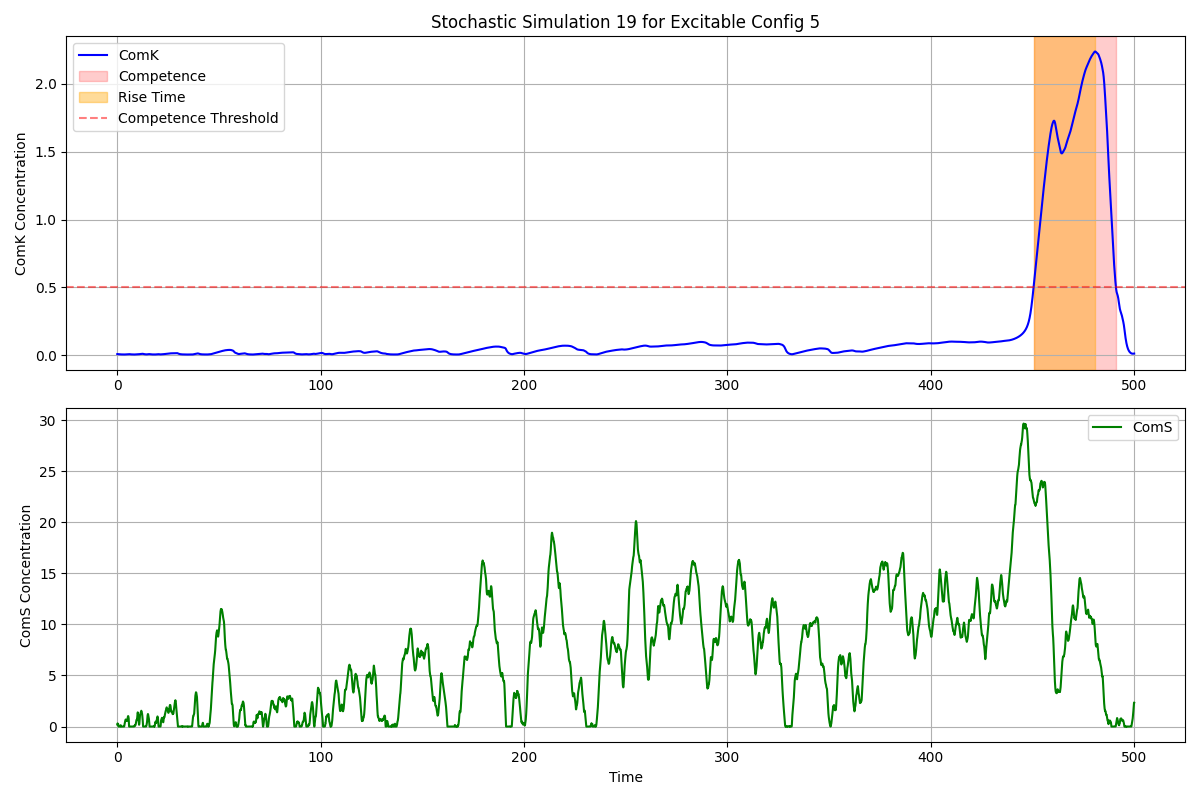 Stochastic Simulation 19 for Excitable Config 5
ComK Concentration
2.0
1.5
1.0
0.5
0.0
ComK
Competence
Rise Time
Competence Threshold
0 100 200 300 400 500
ComS Concentration
30
25
20
15
10
5
0
ComS
0 100 200 300 400 500
Time